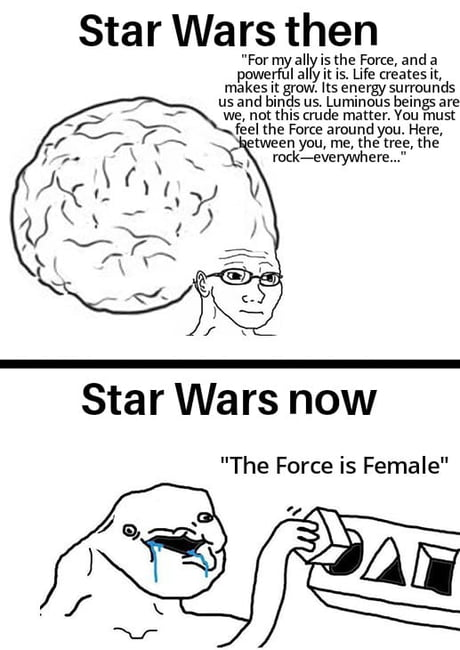 Star Wars then
"For my ally is the Force, and a
powerful ally it is. Life creates it,
makes it grow. Its energy surrounds
us and binds us. Luminous beings are
we, not this crude matter. You must
feel the Force around you. Here,
between you, me, the tree, the
rock—everywhere..."
Star Wars now
"The Force is Female"